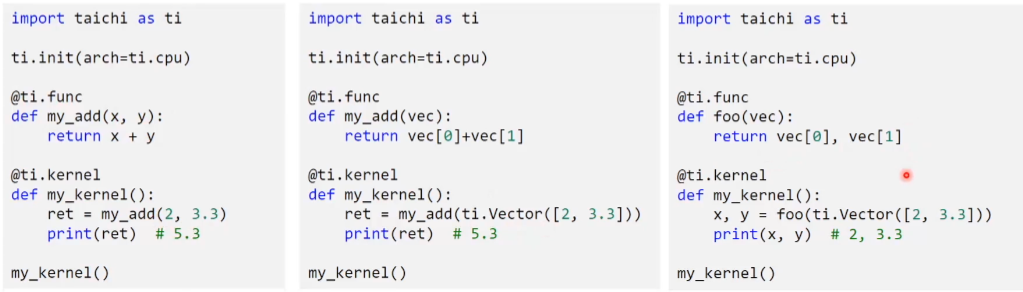 import taichi as ti
ti.init(arch=ti.cpu)
@ti.func
def my_add(x, y):
    return x + y
@ti.kernel
def my_kernel():
    ret = my_add(2, 3.3)
    print(ret)  # 5.3
my_kernel()
import taichi as ti
ti.init(arch=ti.cpu)
@ti.func
def my_add(vec):
    return vec[0]+vec[1]
@ti.kernel
def my_kernel():
    ret = my_add(ti.Vector([2, 3.3]))
    print(ret)  # 5.3
my_kernel()
import taichi as ti
ti.init(arch=ti.cpu)
@ti.func
def foo(vec):
    return vec[0], vec[1]
@ti.kernel
def my_kernel():
    x, y = foo(ti.Vector([2, 3.3]))
    print(x, y)  # 2, 3.3
my_kernel()